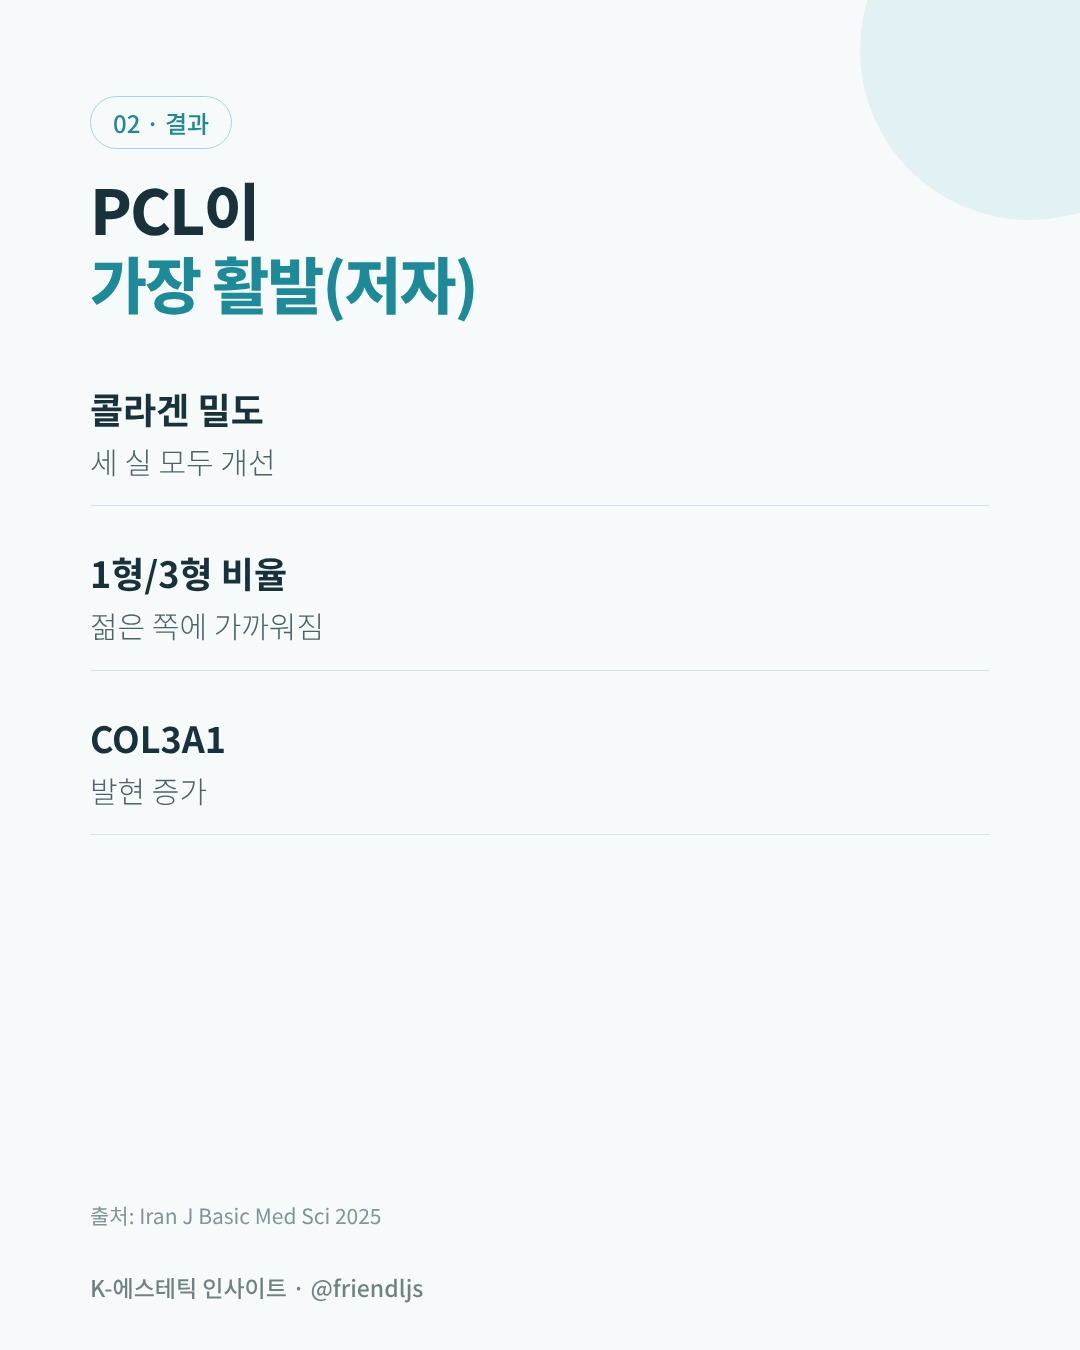 02 · 결과
PCL이
가장 활발(저자)
콜라겐 밀도
세 실 모두 개선
1형/3형 비율
젊은 쪽에 가까워짐
COL3A1
발현 증가
출처: Iran J Basic Med Sci 2025
K-에스테틱 인사이트 · @friendljs